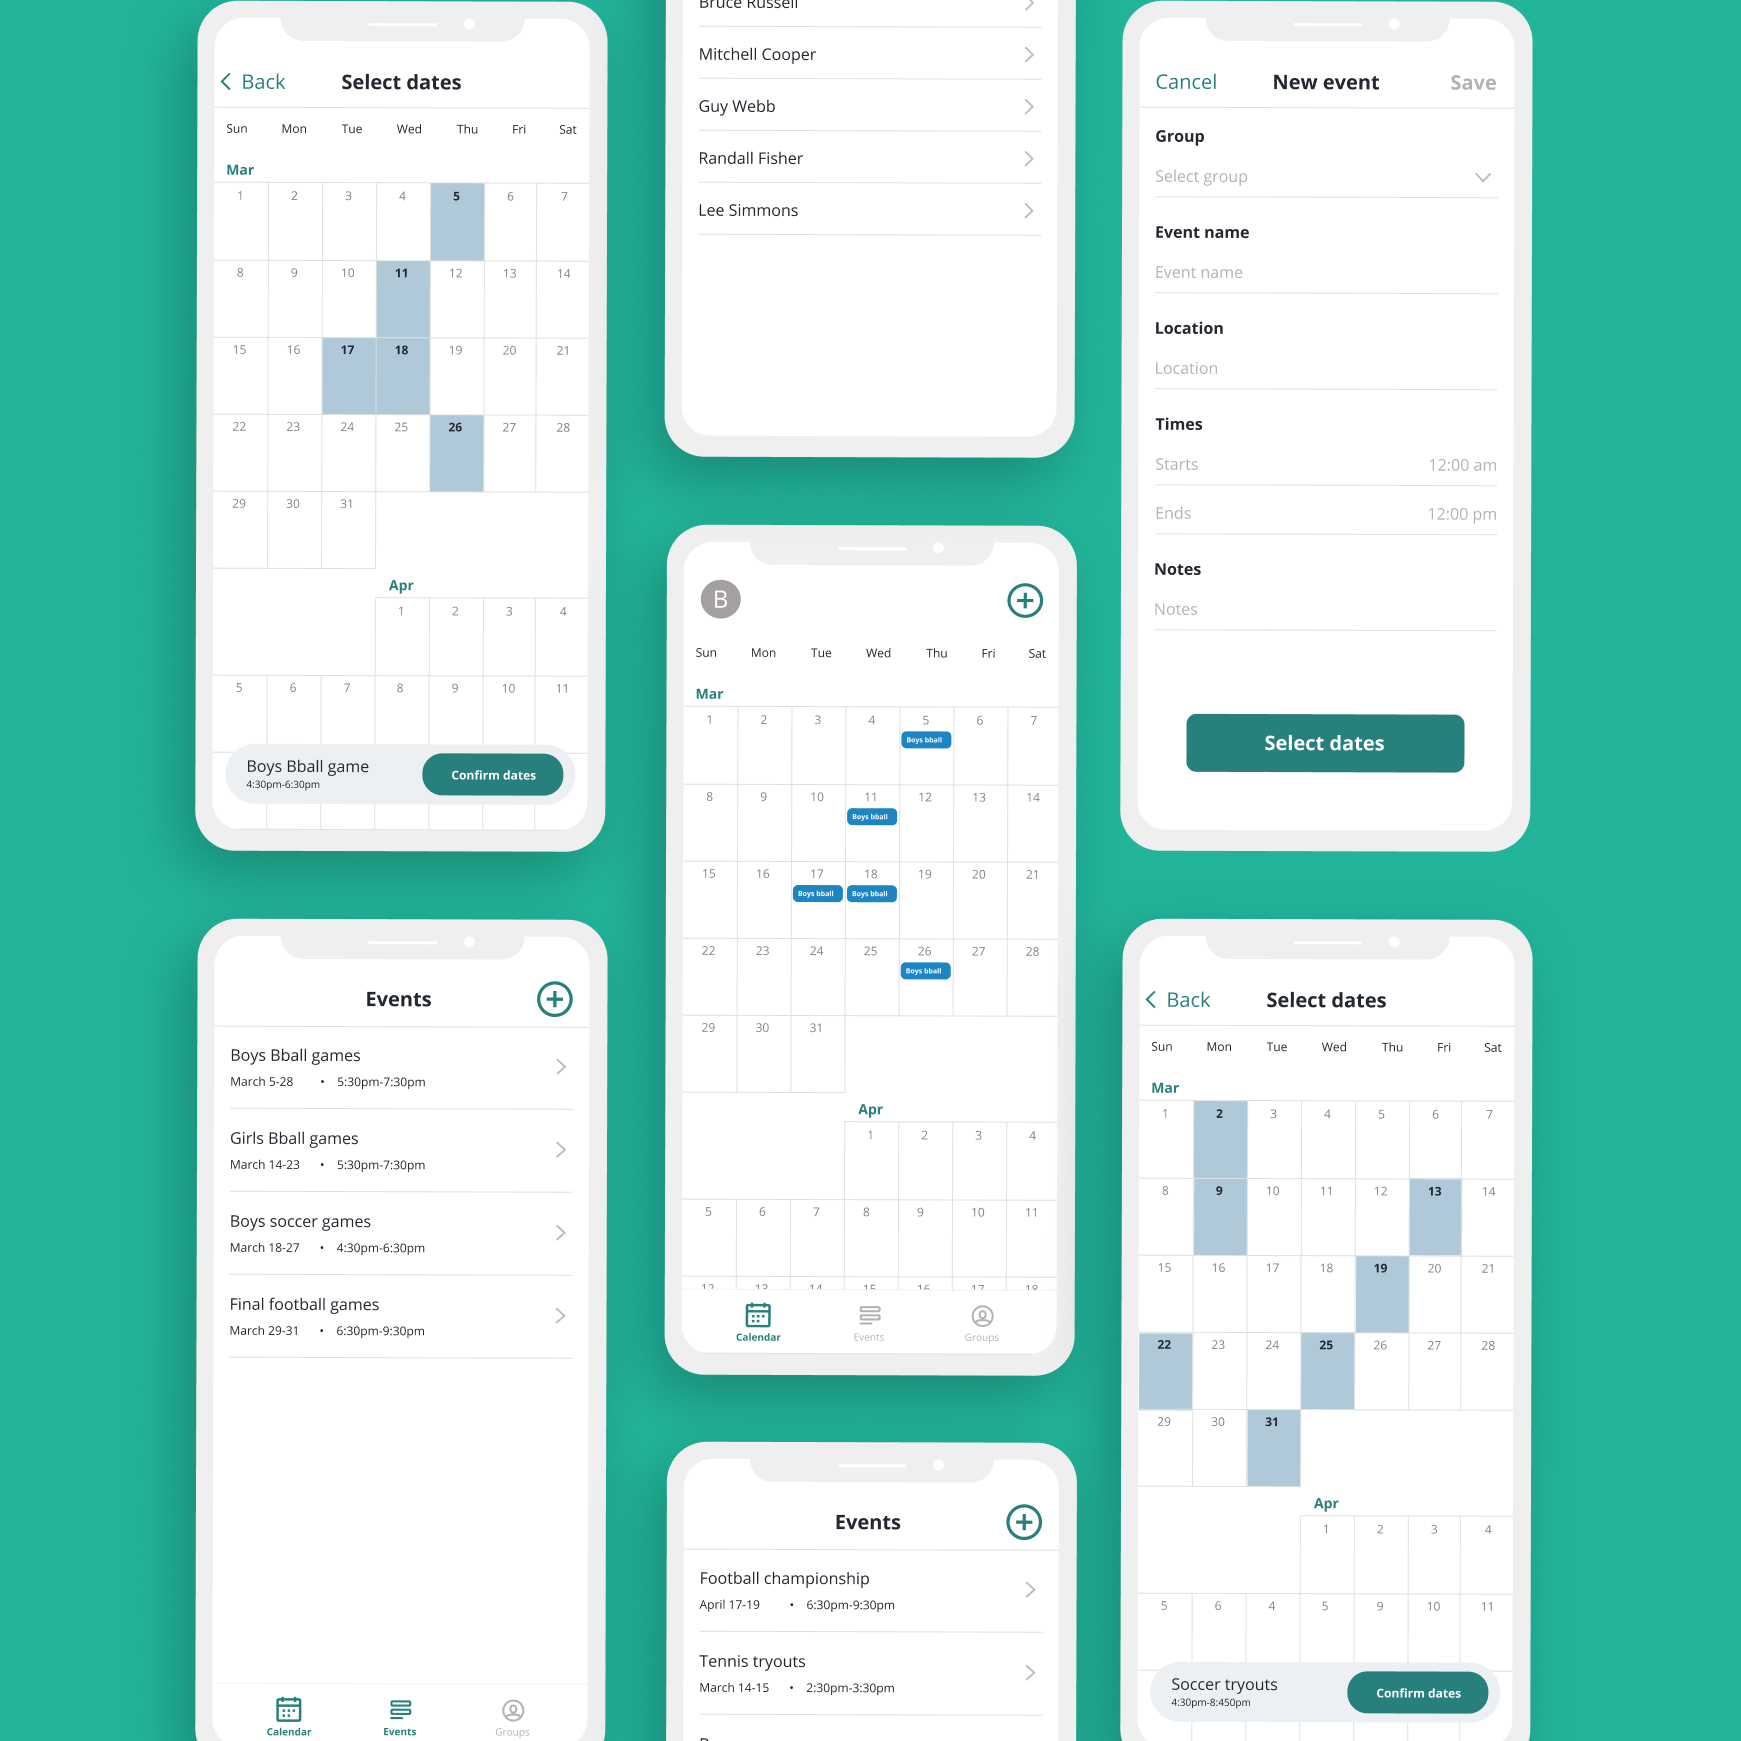 Back Select dates
Sun Mon Tue Wed Thu Fri Sat
Mar
1 2 3 4 5 6 7
8 9 10 11 12 13 14
15 16 17 18 19 20 21
22 23 24 25 26 27 28
29 30 31
Apr
1 2 3 4
5 6 7 8 9 10 11
Boys Bball game
4:30pm-6:30pm
Confirm dates
Events
Boys Bball games
March 5-28 • 5:30pm-7:30pm
Girls Bball games
March 14-23 • 5:30pm-7:30pm
Boys soccer games
March 18-27 • 4:30pm-6:30pm
Final football games
March 29-31 • 6:30pm-9:30pm
Calendar Events Groups
Bruce Russell
Mitchell Cooper
Guy Webb
Randall Fisher
Lee Simmons
B
Sun Mon Tue Wed Thu Fri Sat
Mar
1 2 3 4 5 6 7
Boys bball
8 9 10 11 12 13 14
Boys bball
15 16 17 18 19 20 21
Boys bball Boys bball
22 23 24 25 26 27 28
Boys bball
29 30 31
Apr
1 2 3 4
5 6 7 8 9 10 11
12 13 14 15 16 17 18
Calendar Events Groups
Events
Football championship
April 17-19 • 6:30pm-9:30pm
Tennis tryouts
March 14-15 • 2:30pm-3:30pm
Cancel New event Save
Group
Select group
Event name
Event name
Location
Location
Times
Starts 12:00 am
Ends 12:00 pm
Notes
Notes
Select dates
Back Select dates
Sun Mon Tue Wed Thu Fri Sat
Mar
1 2 3 4 5 6 7
8 9 10 11 12 13 14
15 16 17 18 19 20 21
22 23 24 25 26 27 28
29 30 31
Apr
1 2 3 4
5 6 4 5 9 10 11
Soccer tryouts
4:30pm-8:450pm
Confirm dates